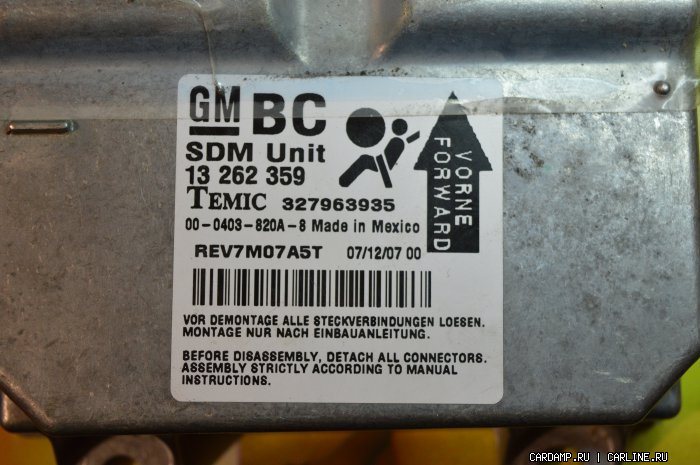 GM BC
SDM Unit
13 262 359
TEMIC 327963935
00-0403-820A-8 Made in Mexico
REV7M07A5T 07/12/07 00
VORNE
FORWARD
VOR DEMONTAGE ALLE STECKVERBINDUNGEN LOESEN.
MONTAGE NUR NACH EINBAUANLEITUNG.
BEFORE DISASSEMBLY, DETACH ALL CONNECTORS.
ASSEMBLY STRICTLY ACCORDING TO MANUAL
INSTRUCTIONS.
CARDAMP.RU | CARLINE.RU